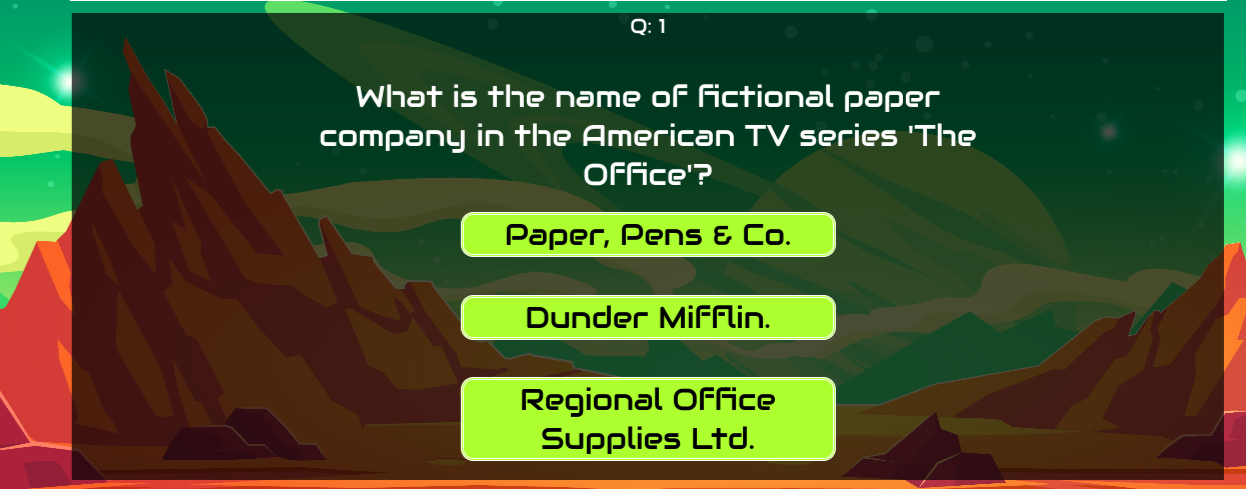 Q: 1
What is the name of fictional paper
company in the American TV series 'The
Office'?
Paper, Pens & Co.
Dunder Mifflin.
Regional Office
Supplies Ltd.